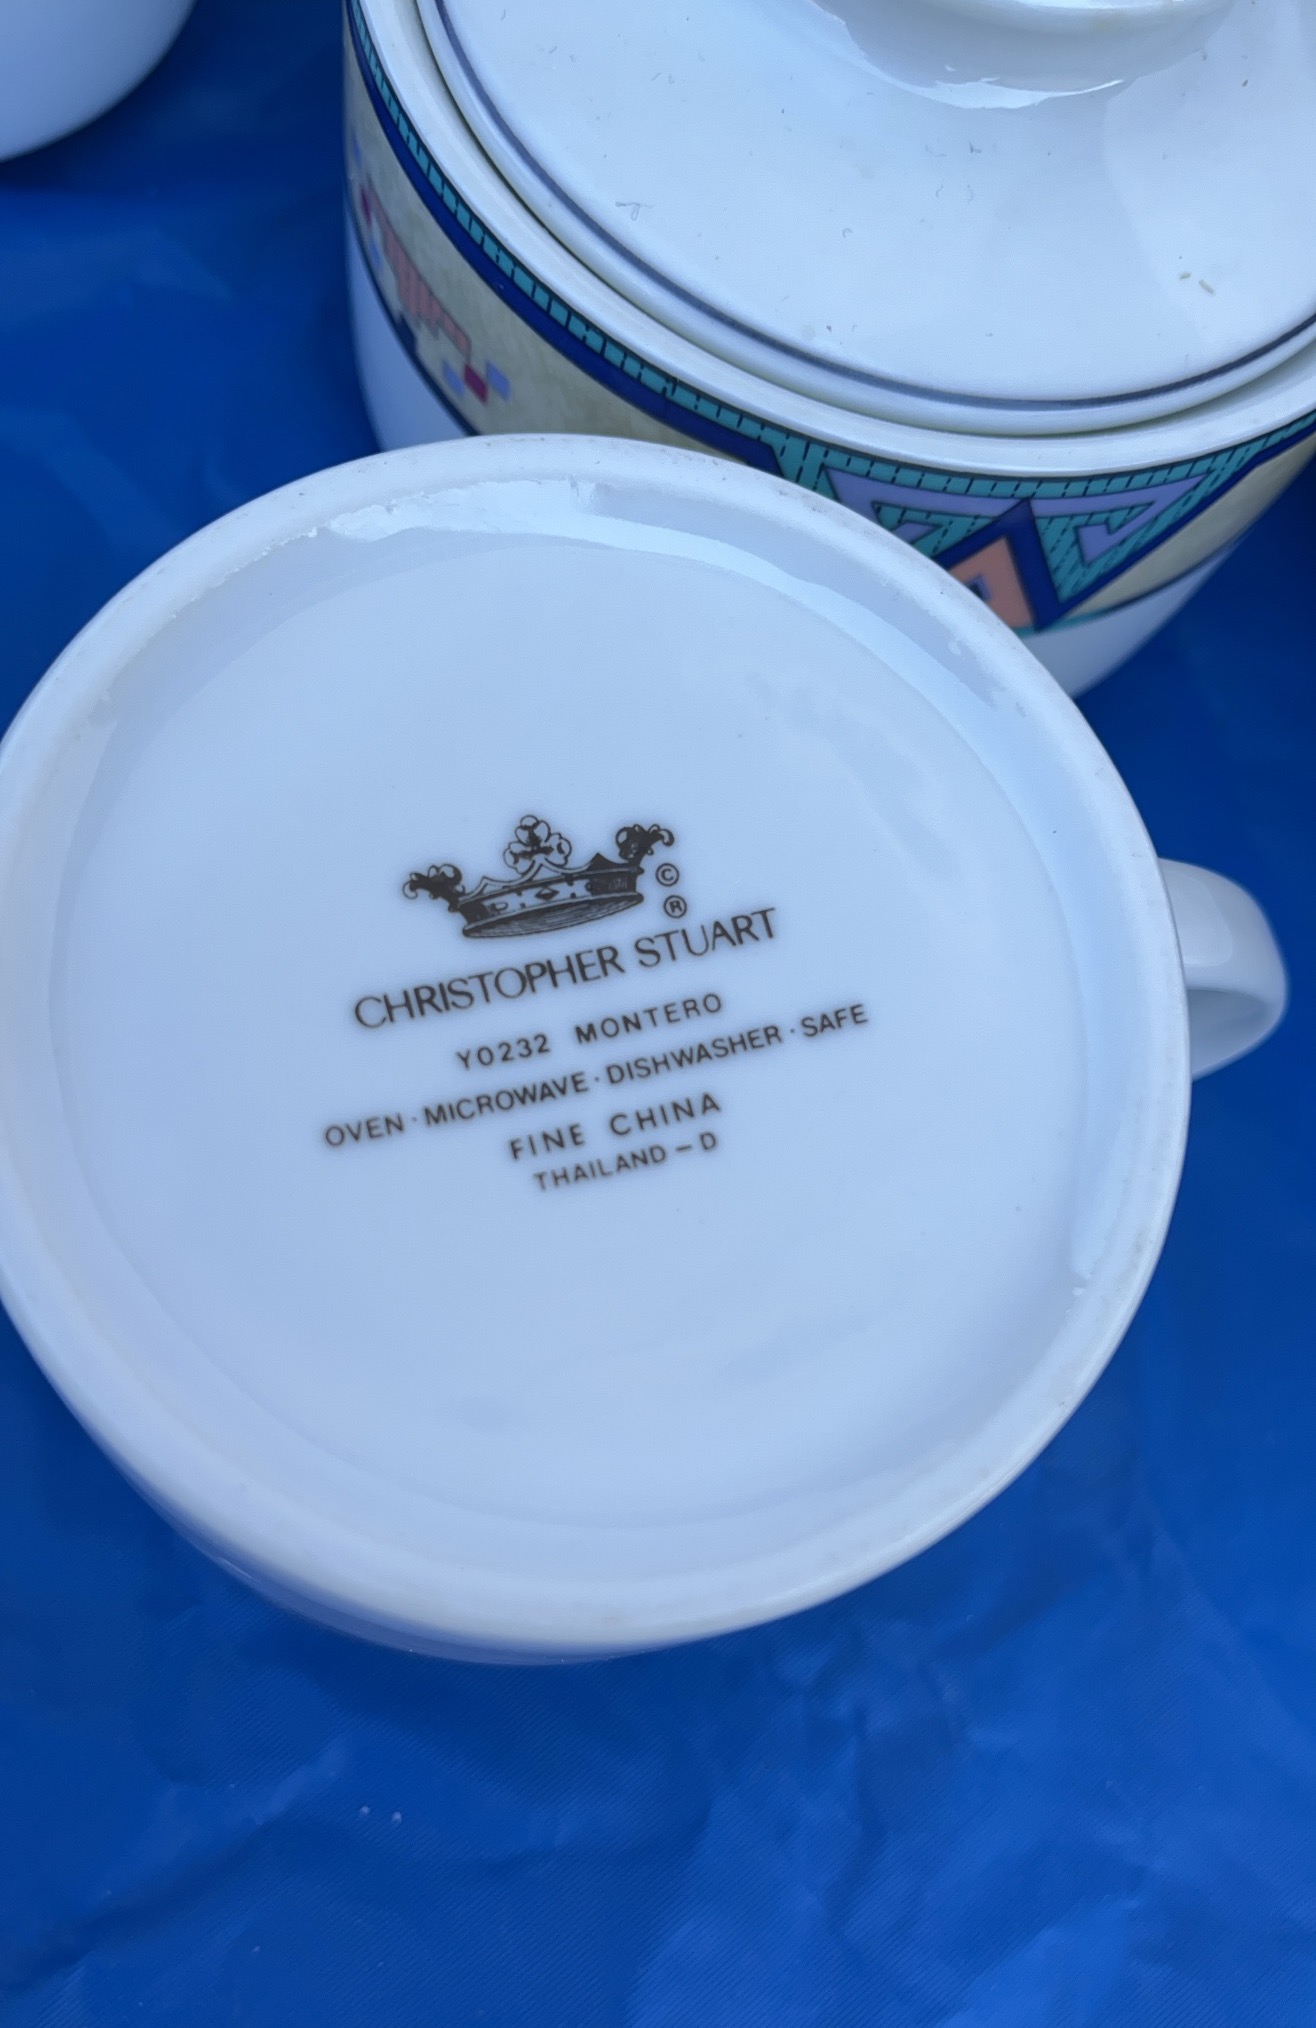 ©
®
CHRISTOPHER STUART
Y0232 MONTERO
OVEN · MICROWAVE · DISHWASHER · SAFE
FINE CHINA
THAILAND – D